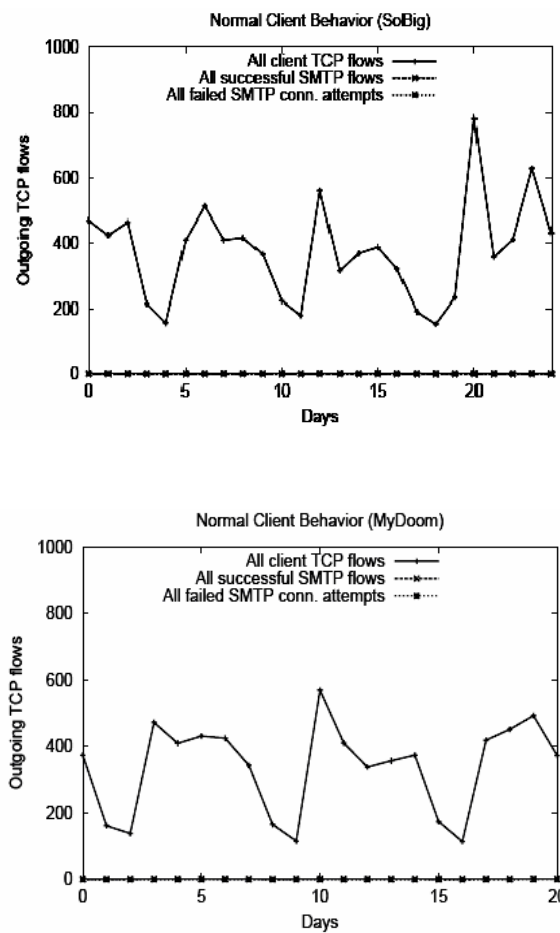 Normal Client Behavior (SoBig)
1000
All client TCP flows
All successful SMTP flows
All failed SMTP conn. attempts
800
600
400
200
0
Outgoing TCP flows
0 5 10 15 20
Days
Normal Client Behavior (MyDoom)
1000
All client TCP flows
All successful SMTP flows
All failed SMTP conn. attempts
800
600
400
200
0
Outgoing TCP flows
0 5 10 15 20
Days